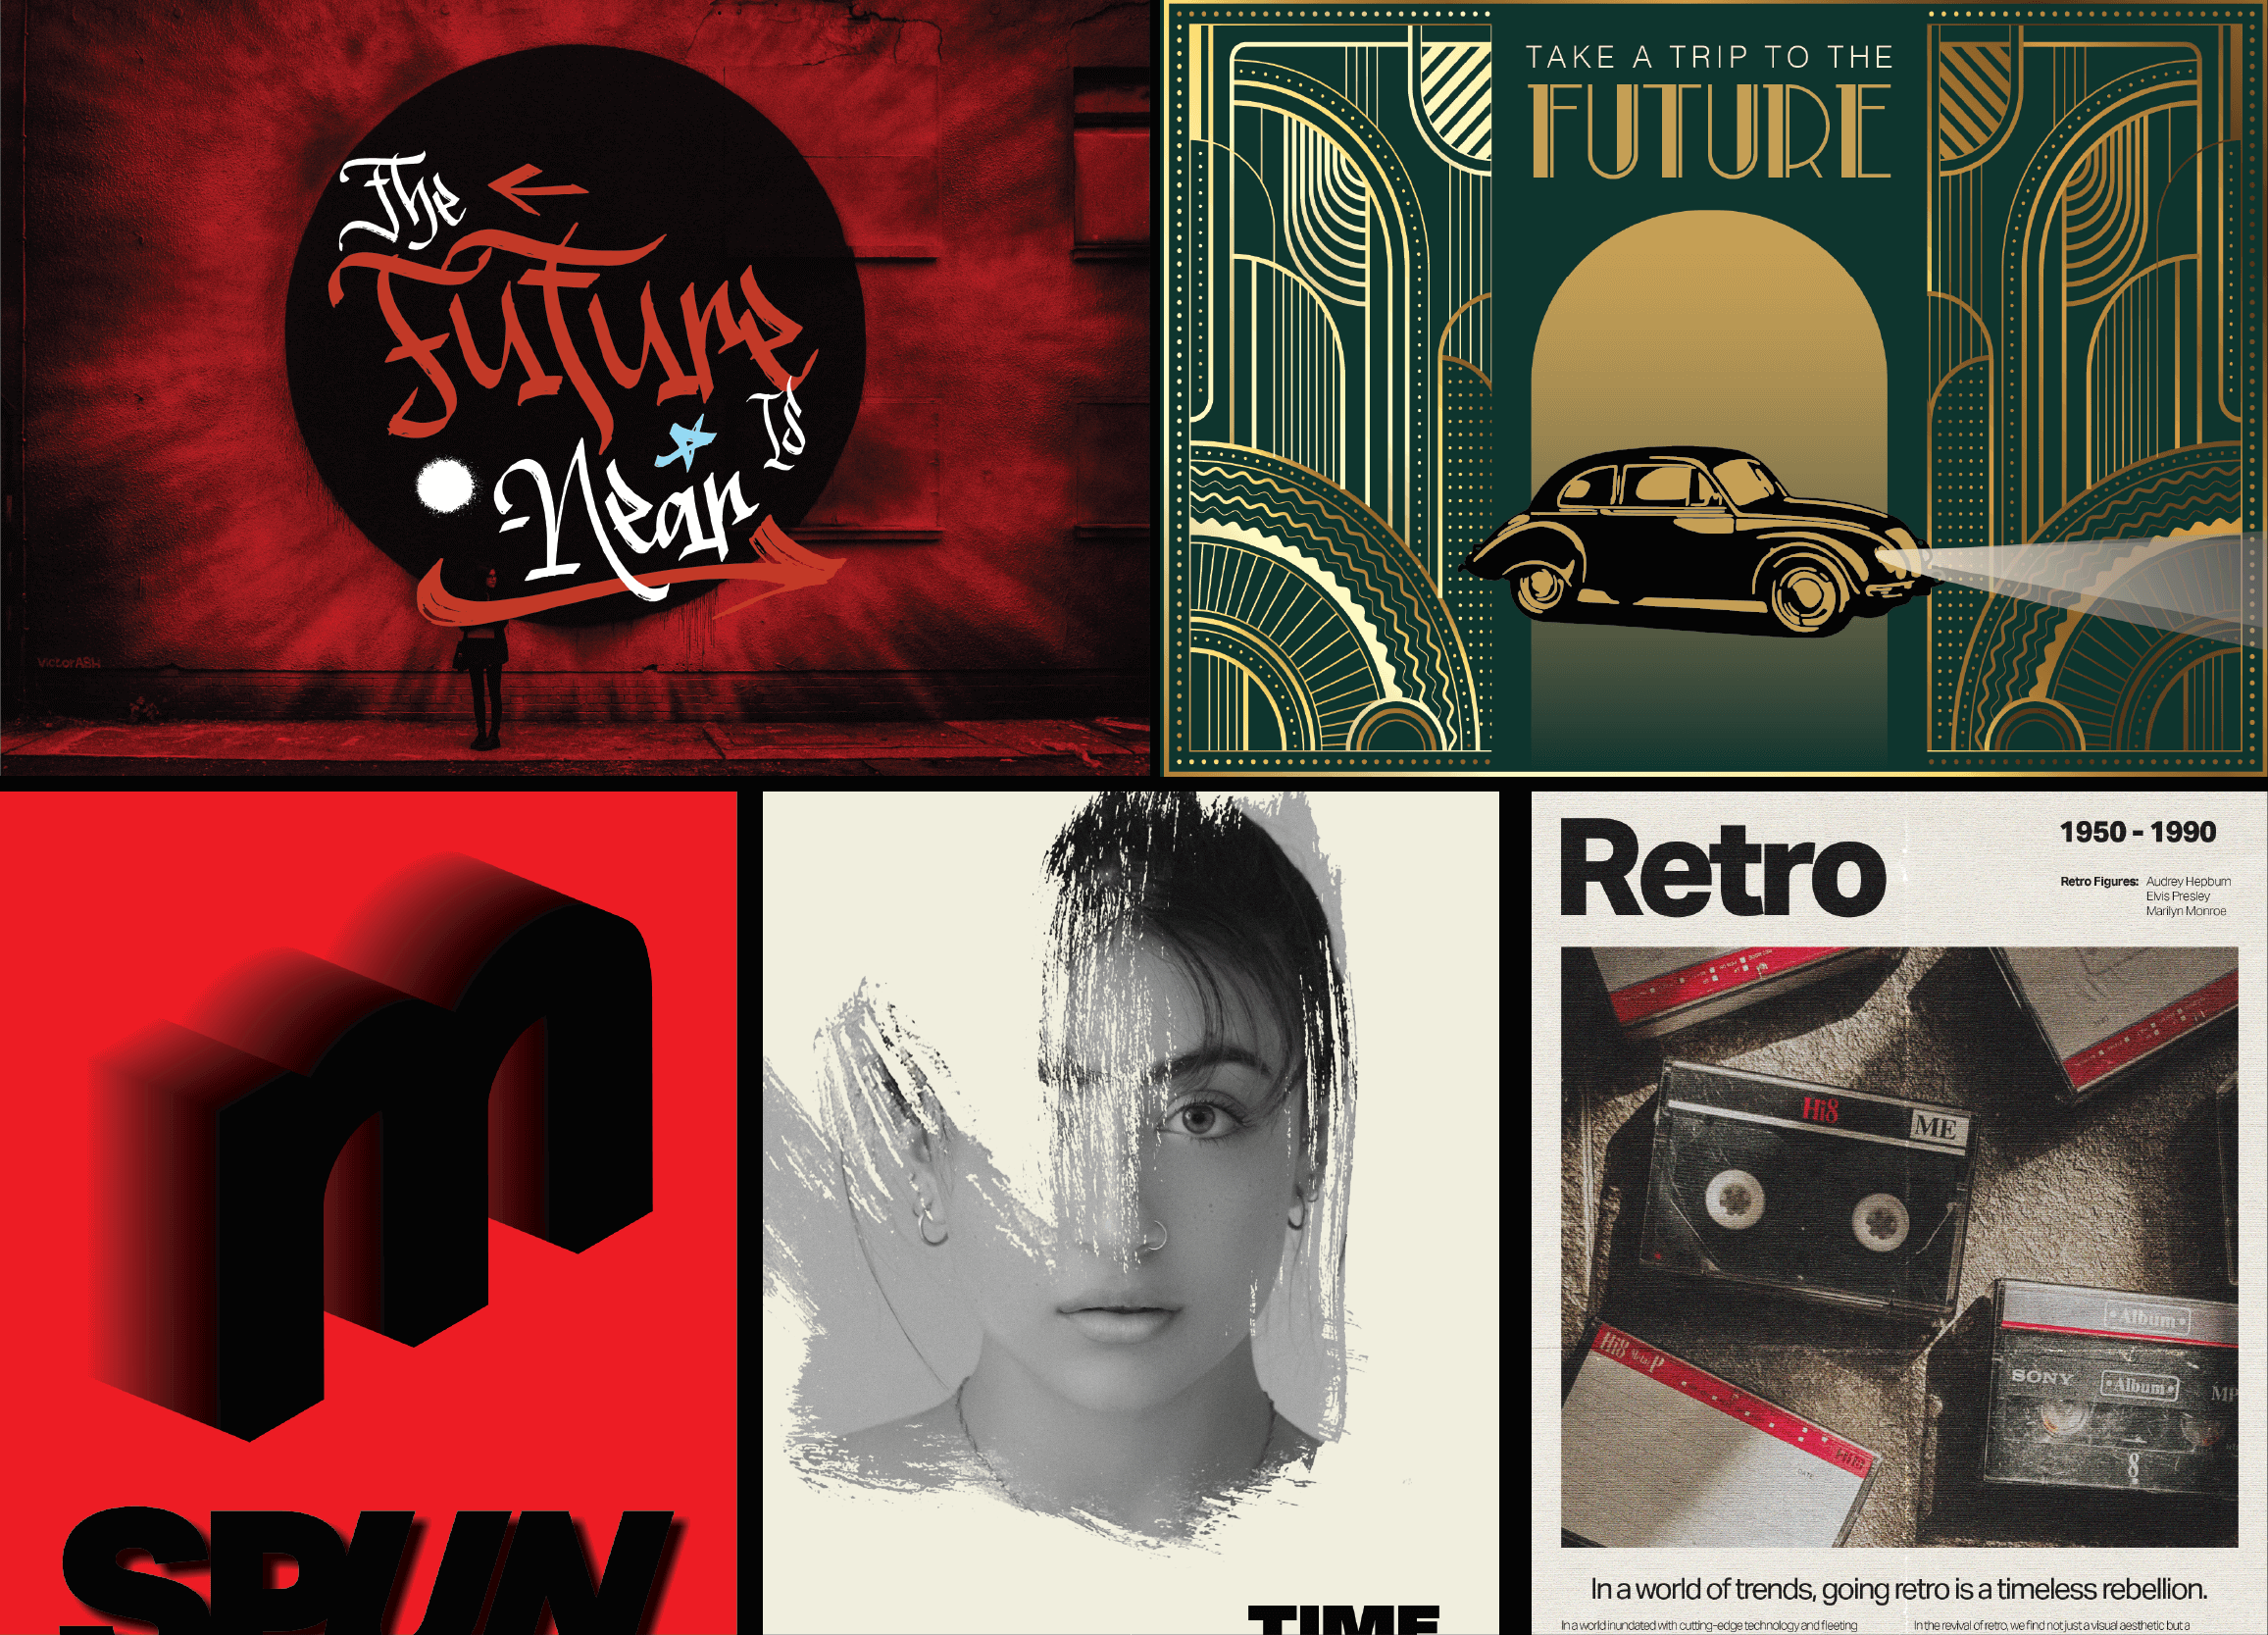 The
Future
Is
Near
VictorABH
TAKE A TRIP TO THE
FUTURE
SPUN
TIME
Retro
1950 - 1990
Retro Figures: Audrey Hepburn
Elvis Presley
Marilyn Monroe
Hi8
ME
Album
SONY
Album
MP
8
Hi8
P
In a world of trends, going retro is a timeless rebellion.
In a world inundated with cutting-edge technology and fleeting
In the revival of retro, we find not just a visual aesthetic but a